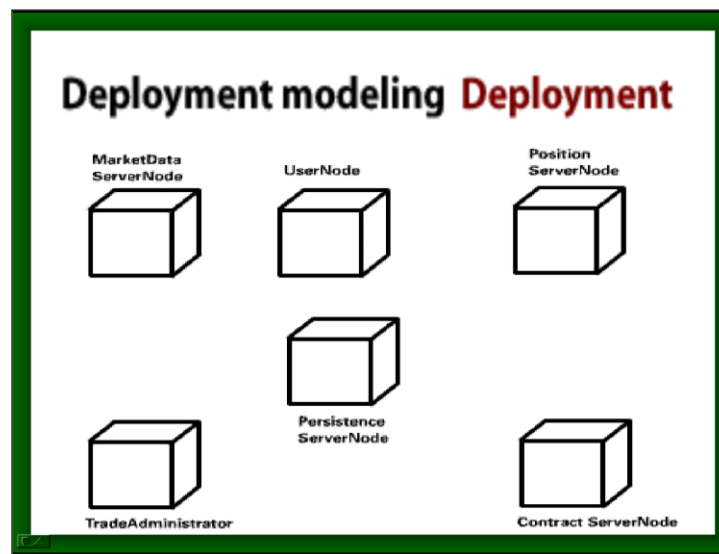 Deployment modeling Deployment
MarketData
ServerNode
UserNode
Position
ServerNode
Persistence
ServerNode
TradeAdministrator
Contract ServerNode